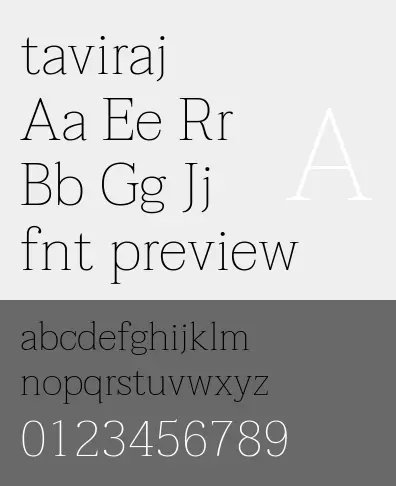 taviraj
Aa Ee Rr
A
Bb Gg Jj
fnt preview
abcdefghijklm
nopqrstuvwxyz
0123456789